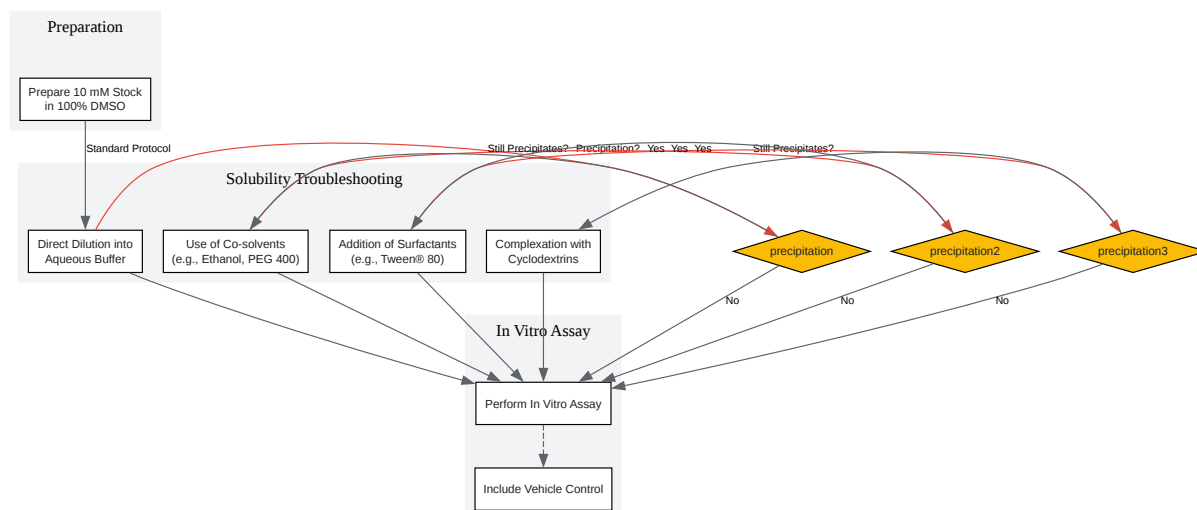 Preparation
Prepare 10 mM Stock
in 100% DMSO
Standard Protocol
Still Precipitates?
Precipitation?
Yes
Yes
Yes
Still Precipitates?
Solubility Troubleshooting
Direct Dilution into
Aqueous Buffer
Use of Co-solvents
(e.g., Ethanol, PEG 400)
Addition of Surfactants
(e.g., Tween® 80)
Complexation with
Cyclodextrins
precipitation
precipitation2
precipitation3
No
No
No
In Vitro Assay
Perform In Vitro Assay
Include Vehicle Control